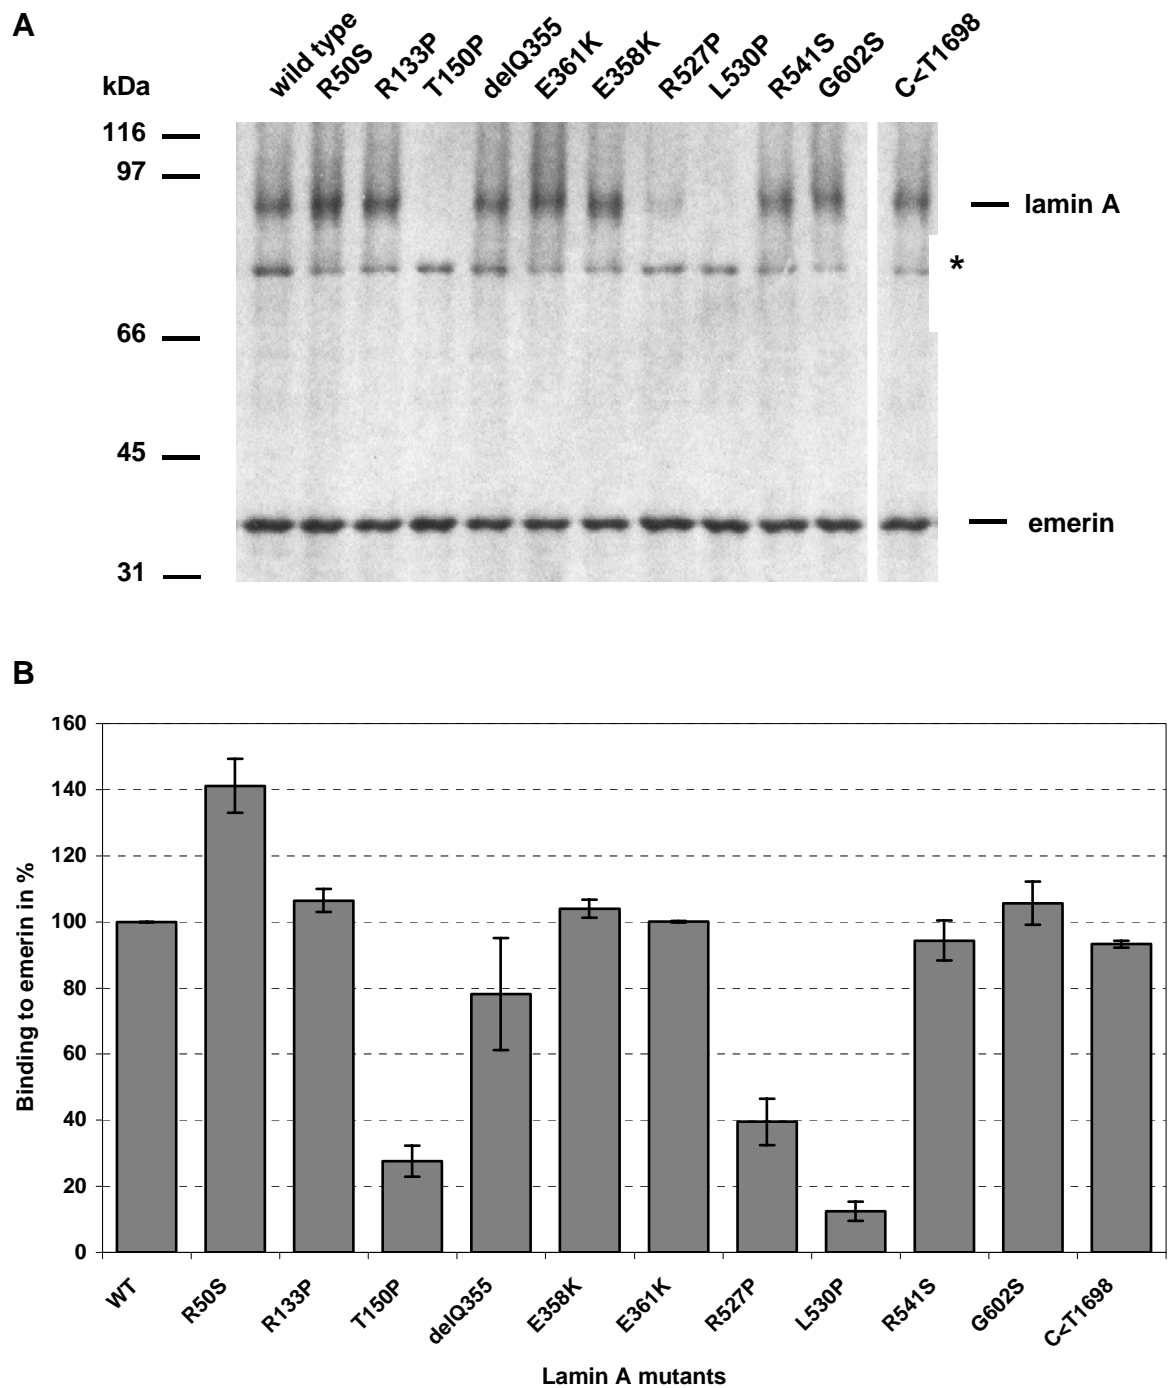 A
wild type R50S R133P T150P delQ355 E361K E358K R527P L530P R541S G602S C<T1698
kDa
116
97
lamin A
*
66
45
emerin
31
B
160
140
120
100
80
60
40
20
0
Binding to emerin in %
WT R50S R133P T150P delQ355 E358K E361K R527P L530P R541S G602S C<T1698
Lamin A mutants